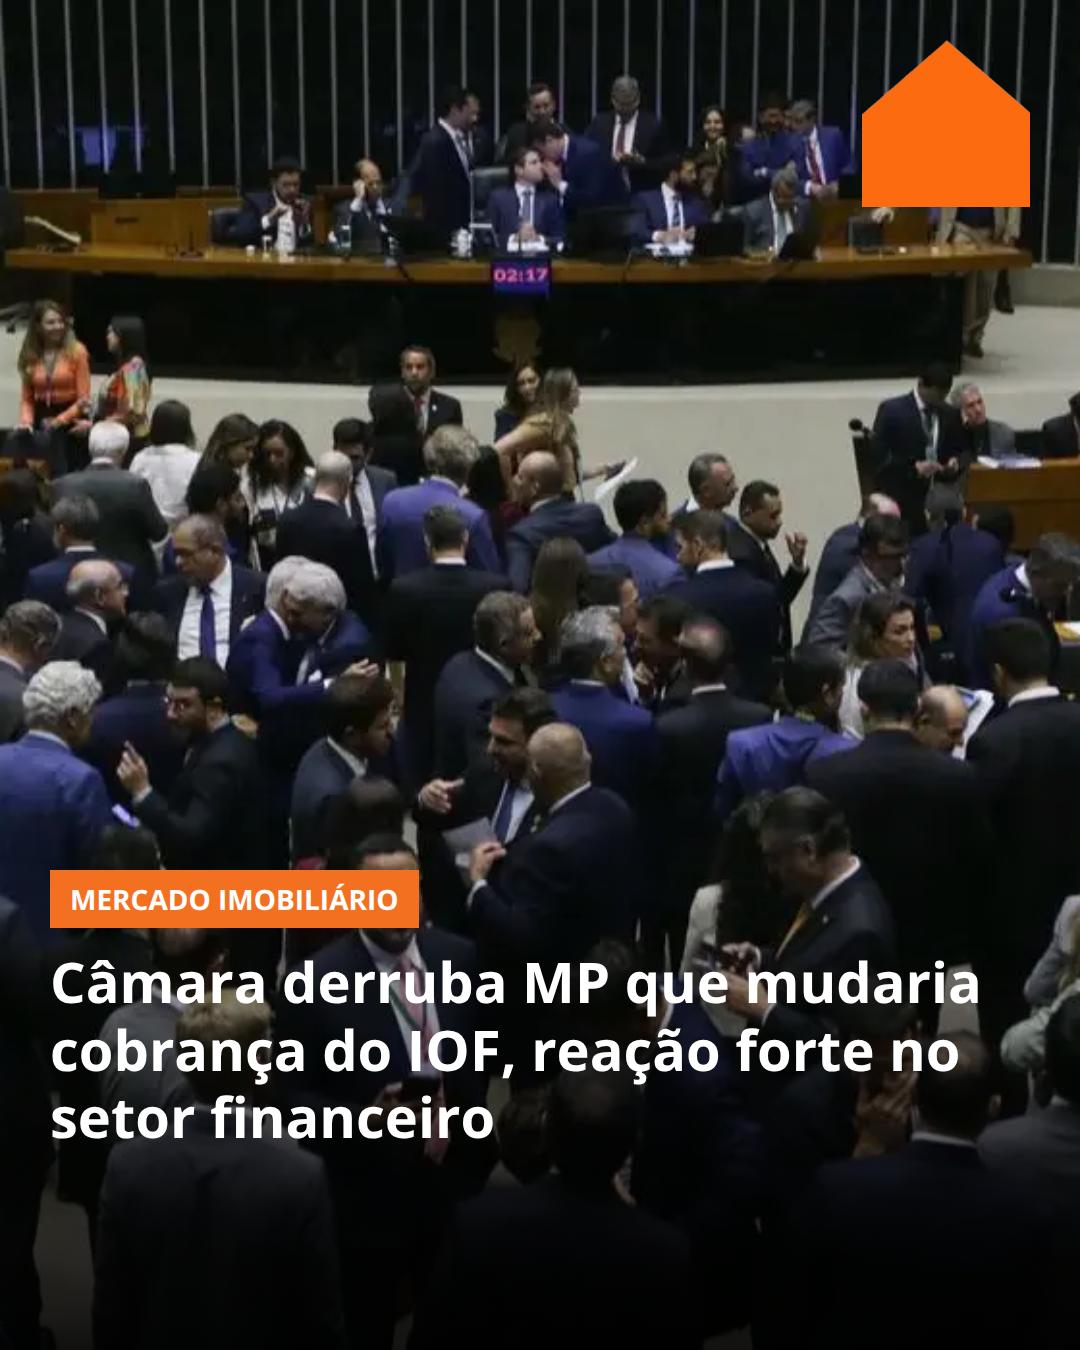 02:17
MERCADO IMOBILIÁRIO
Câmara derruba MP que mudaria
cobrança do IOF, reação forte no
setor financeiro